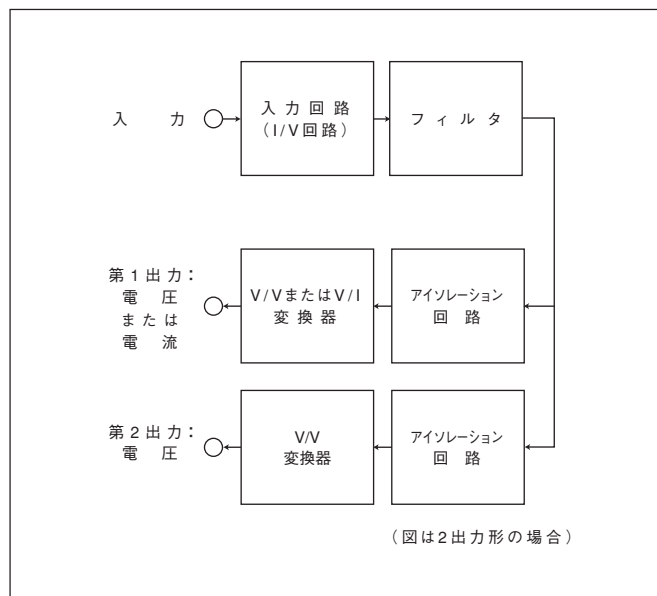 入力
入力回路
（I/V回路）
フィルタ
第1出力：
電圧
または
電流
V/VまたはV/I
変換器
アイソレーション
回路
第2出力：
電圧
V/V
変換器
アイソレーション
回路
（図は2出力形の場合）